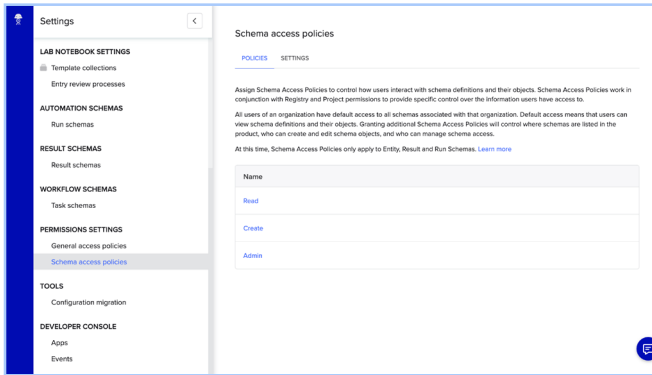 Settings
LAB NOTEBOOK SETTINGS
Template collections
Entry review processes
AUTOMATION SCHEMAS
Run schemas
RESULT SCHEMAS
Result schemas
WORKFLOW SCHEMAS
Task schemas
PERMISSIONS SETTINGS
General access policies
Schema access policies
TOOLS
Configuration migration
DEVELOPER CONSOLE
Apps
Events
Schema access policies
POLICIES SETTINGS
Assign Schema Access Policies to control how users interact with schema definitions and their objects. Schema Access Policies work in
conjunction with Registry and Project permissions to provide specific control over the information users have access to.
All users of an organization have default access to all schemas associated with that organization. Default access means that users can
view schema definitions and their objects. Granting additional Schema Access Policies will control where schemas are listed in the
product, who can create and edit schema objects, and who can manage schema access.
At this time, Schema Access Policies only apply to Entity, Result and Run Schemas. Learn more
Name
Read
Create
Admin